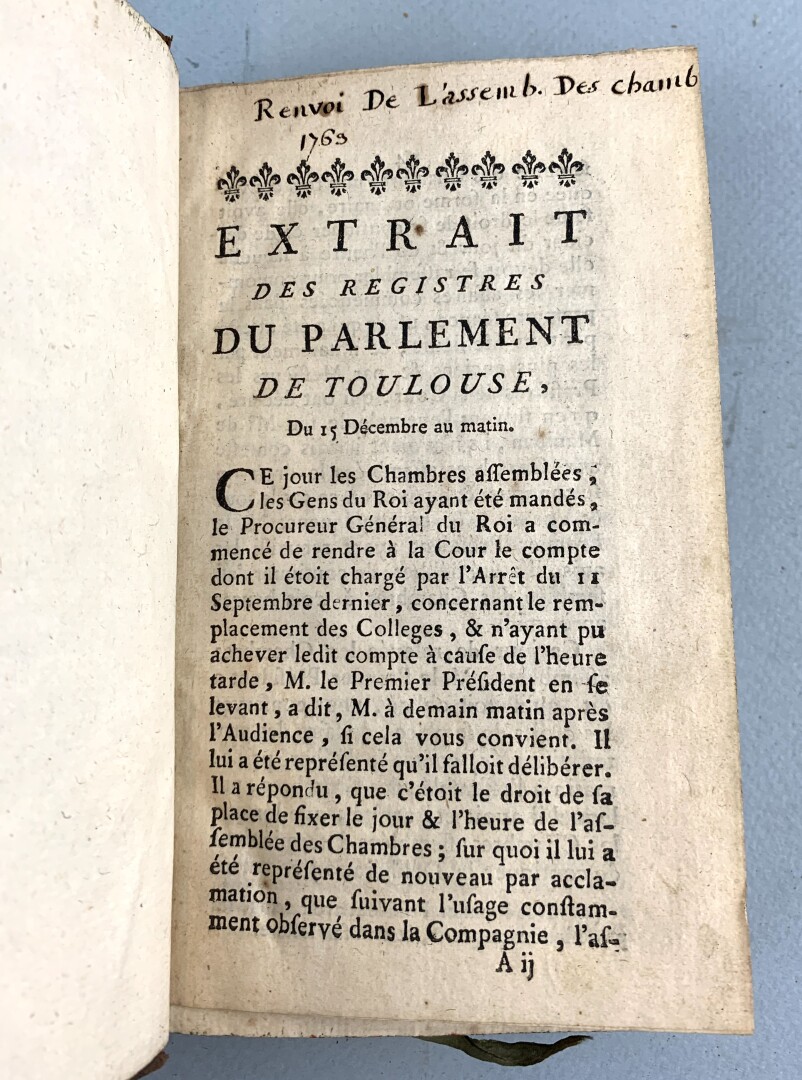 Renvoi De L'assemb. Des chamb
1763
EXTRAIT
DES REGISTRES
DU PARLEMENT
DE TOULOUSE,
Du 15 Décembre au matin.
CE jour les Chambres aſſemblées ;
les Gens du Roi ayant été mandés,
le Procureur Général du Roi a com-
mencé de rendre à la Cour le compte
dont il étoit chargé par l'Arrêt du 11
Septembre dernier, concernant le rem-
placement des Colleges, & n'ayant pu
achever ledit compte à cauſe de l'heure
tarde, M. le Premier Préſident en ſe
levant, a dit, M. à demain matin après
l'Audience, ſi cela vous convient. Il
lui a été repréſenté qu'il falloit délibérer.
Il a répondu, que c'étoit le droit de ſa
place de fixer le jour & l'heure de l'aſ-
ſemblée des Chambres ; ſur quoi il lui a
été repréſenté de nouveau par accla-
mation, que ſuivant l'uſage conſtam-
ment obſervé dans la Compagnie, l'aſ-
A ij